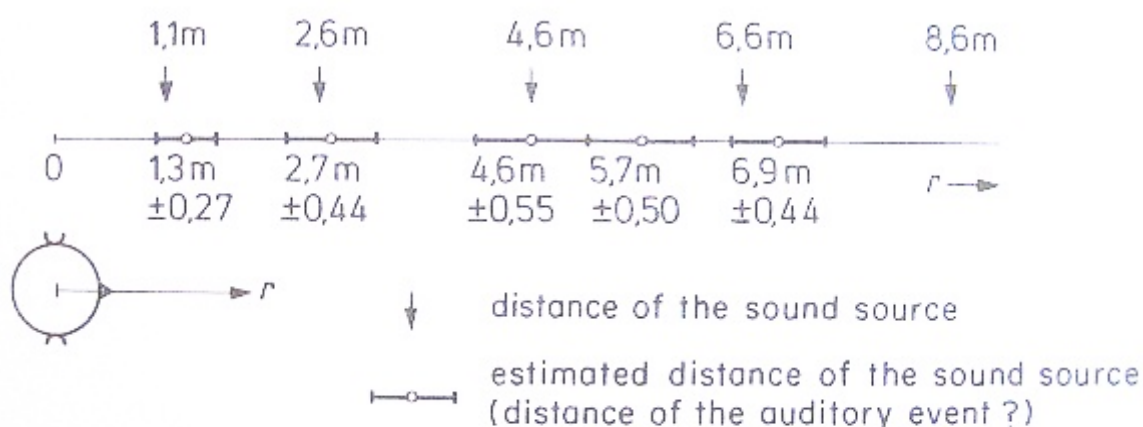 1,1m 2,6m 4,6m 6,6m 8,6m
0 1,3m 2,7m 4,6m 5,7m 6,9m r
±0,27 ±0,44 ±0,55 ±0,50 ±0,44
r
distance of the sound source
estimated distance of the sound source
(distance of the auditory event ?)